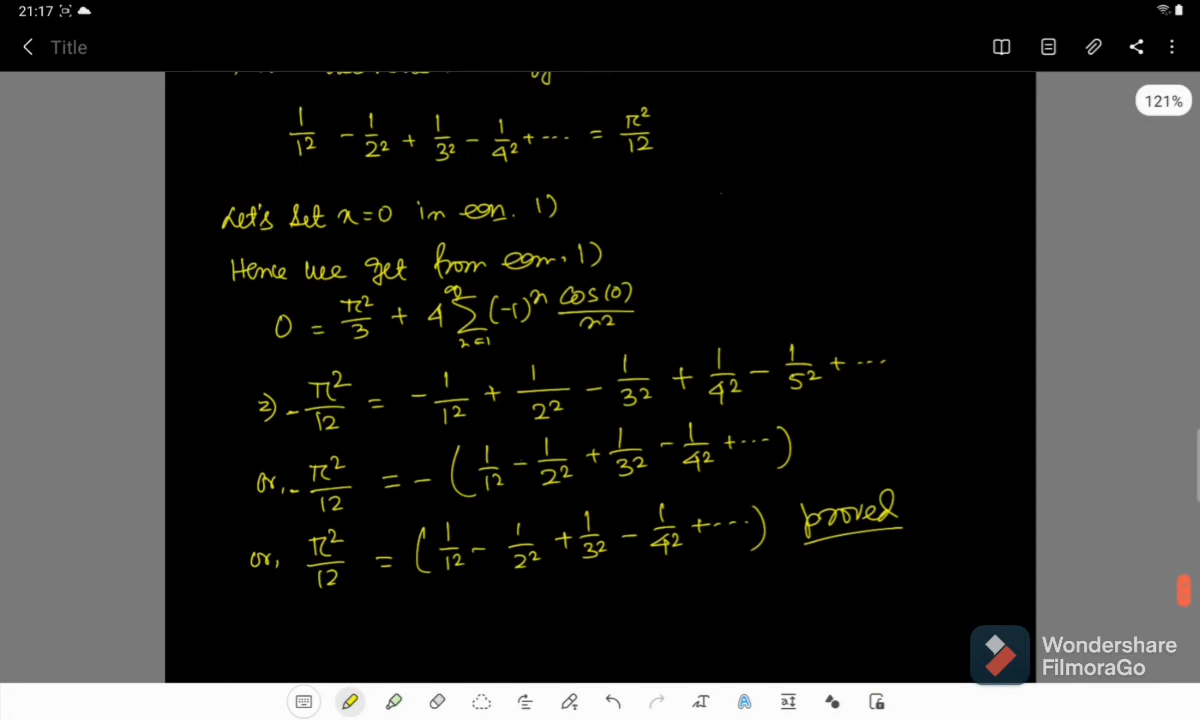 21:17
Title
121%
1/1² - 1/2² + 1/3² - 1/4² + ... = π²/12
Let's Set x=0 in eqn. 1)
Hence we get from eqn. 1)
0 = π²/3 + 4 ∞Σn=1 (-1)ⁿ cos(0)/n²
⇒ - π²/12 = - 1/1² + 1/2² - 1/3² + 1/4² - 1/5² + ...
or, - π²/12 = - (1/1² - 1/2² + 1/3² - 1/4² + ...)
or, π²/12 = (1/1² - 1/2² + 1/3² - 1/4² + ...) proved
Wondershare
FilmoraGo